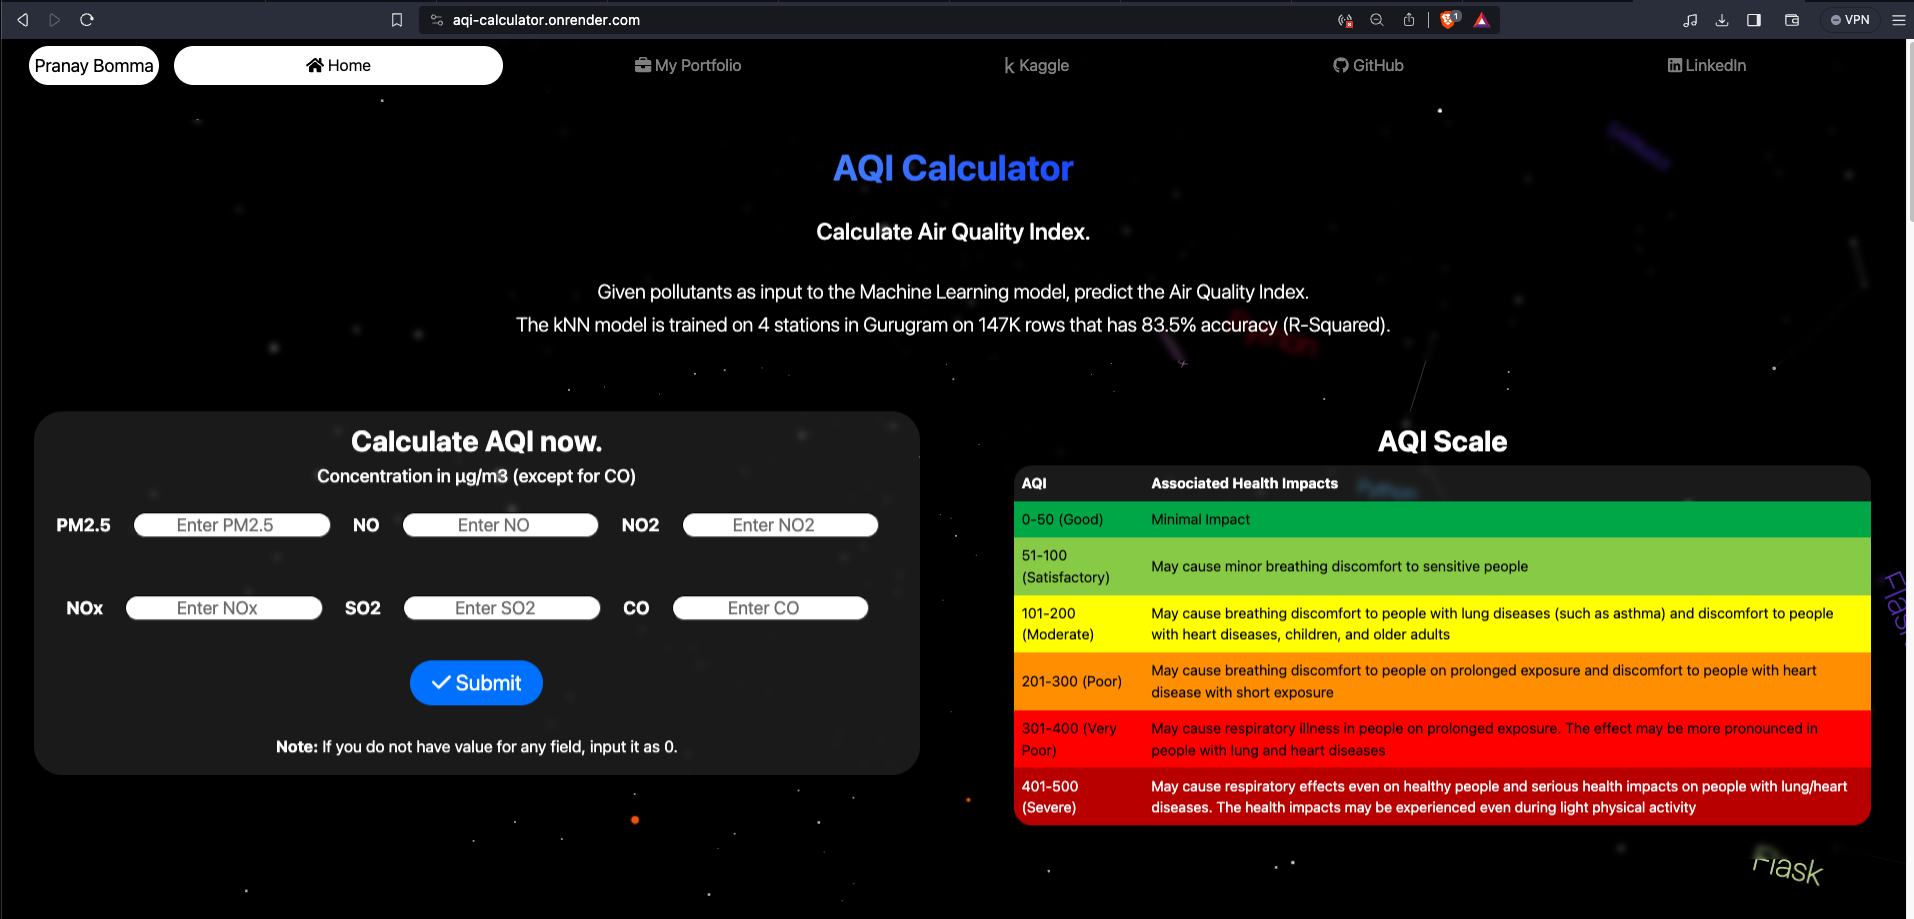 aqi-calculator.onrender.com
1
VPN
Pranay Bomma
Home
My Portfolio
k Kaggle
GitHub
LinkedIn
AQI Calculator
Calculate Air Quality Index.
Given pollutants as input to the Machine Learning model, predict the Air Quality Index.
The kNN model is trained on 4 stations in Gurugram on 147K rows that has 83.5% accuracy (R-Squared).
Python
Calculate AQI now.
Concentration in µg/m3 (except for CO)
PM2.5 Enter PM2.5 NO Enter NO NO2 Enter NO2
NOx Enter NOx SO2 Enter SO2 CO Enter CO
Submit
Note: If you do not have value for any field, input it as 0.
AQI Scale
AQI Associated Health Impacts
Python
0-50 (Good) Minimal Impact
51-100
(Satisfactory)
May cause minor breathing discomfort to sensitive people
101-200
(Moderate)
May cause breathing discomfort to people with lung diseases (such as asthma) and discomfort to people
with heart diseases, children, and older adults
201-300 (Poor)
May cause breathing discomfort to people on prolonged exposure and discomfort to people with heart
disease with short exposure
301-400 (Very
Poor)
May cause respiratory illness in people on prolonged exposure. The effect may be more pronounced in
people with lung and heart diseases
401-500
(Severe)
May cause respiratory effects even on healthy people and serious health impacts on people with lung/heart
diseases. The health impacts may be experienced even during light physical activity
Flask
Flask